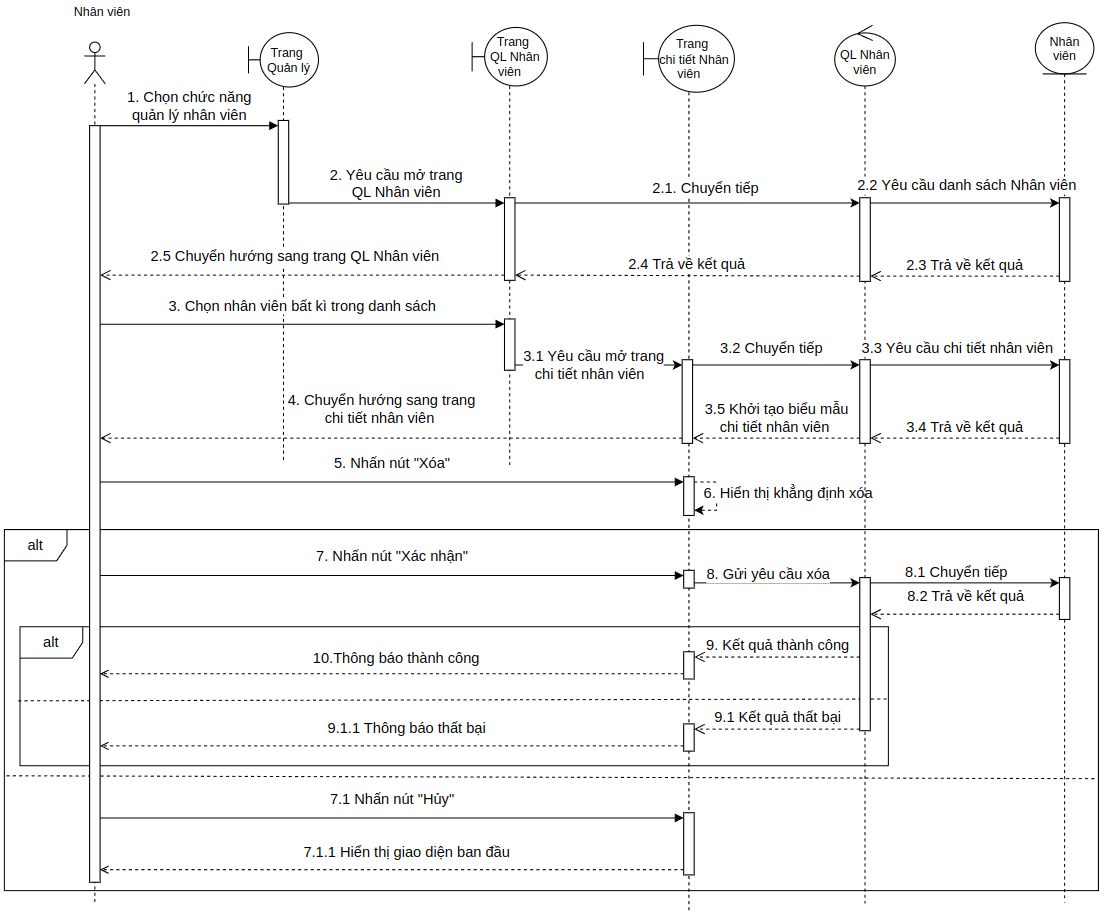 Nhân viên
Trang
Quản lý
Trang
QL Nhân
viên
Trang
chi tiết Nhân
viên
QL Nhân
viên
Nhân
viên
1. Chọn chức năng
quản lý nhân viên
2. Yêu cầu mở trang
QL Nhân viên
2.1. Chuyển tiếp
2.2 Yêu cầu danh sách Nhân viên
2.5 Chuyển hướng sang trang QL Nhân viên
2.4 Trả về kết quả
2.3 Trả về kết quả
3. Chọn nhân viên bất kì trong danh sách
3.1 Yêu cầu mở trang
chi tiết nhân viên
3.2 Chuyển tiếp
3.3 Yêu cầu chi tiết nhân viên
4. Chuyển hướng sang trang
chi tiết nhân viên
3.5 Khởi tạo biểu mẫu
chi tiết nhân viên
3.4 Trả về kết quả
5. Nhấn nút "Xóa"
6. Hiển thị khẳng định xóa
alt
7. Nhấn nút "Xác nhận"
8. Gửi yêu cầu xóa
8.1 Chuyển tiếp
8.2 Trả về kết quả
alt
9. Kết quả thành công
10.Thông báo thành công
9.1 Kết quả thất bại
9.1.1 Thông báo thất bại
7.1 Nhấn nút "Hủy"
7.1.1 Hiển thị giao diện ban đầu